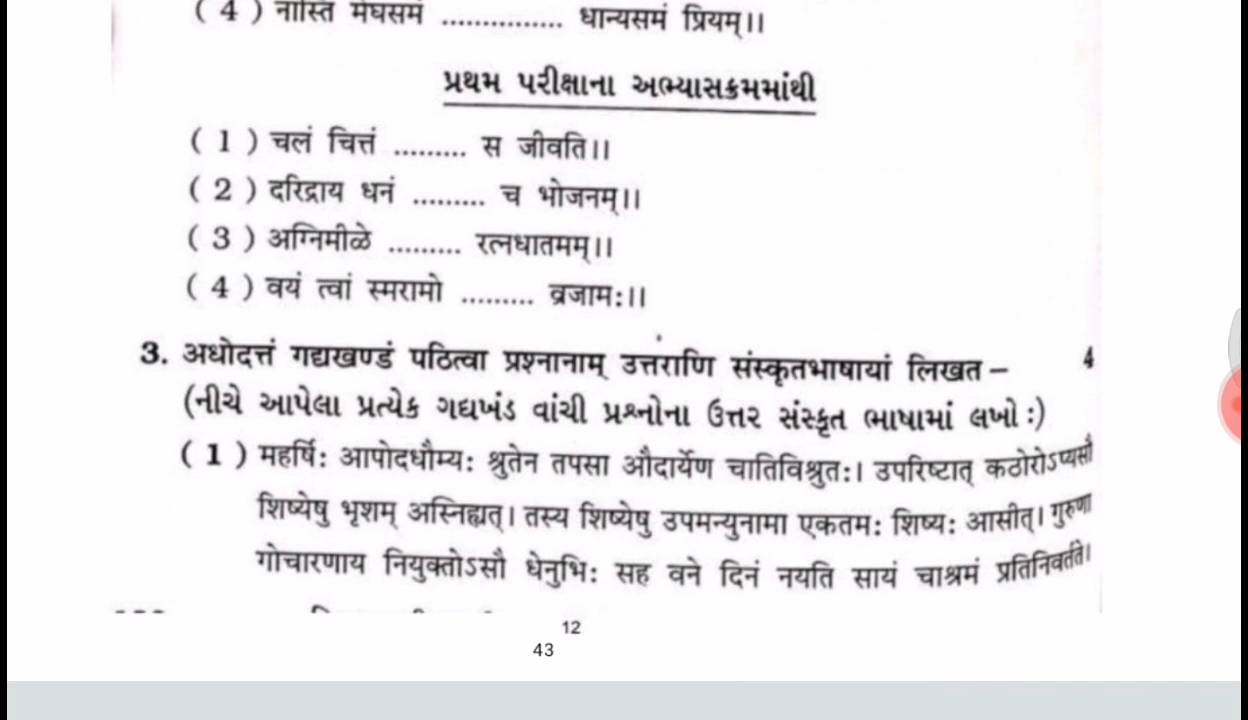 ( 4 ) नास्ति मेघसमं ............... धान्यसमं प्रियम्।।
પ્રથમ પરીક્ષાના અભ્યાસક્રમમાંથી
( 1 ) चलं चित्तं ......... स जीवति।।
( 2 ) दरिद्राय धनं ......... च भोजनम्।।
( 3 ) अग्निमीळे ......... रत्नधातमम्।।
( 4 ) वयं त्वां स्मरामो ......... व्रजामः।।
3. अधोदत्तं गद्यखण्डं पठित्वा प्रश्नानाम् उत्तराणि संस्कृतभाषायां लिखत – 4
(નીચે આપેલા પ્રત્યેક ગદ્યખંડ વાંચી પ્રશ્નોના ઉત્તર સંસ્કૃત ભાષામાં લખો :)
( 1 ) महर्षिः आपोदधौम्यः श्रुतेन तपसा औदार्येण चातिविश्रुतः। उपरिष्टात् कठोरोऽप्यसौ
शिष्येषु भृशम् अस्निह्यत्। तस्य शिष्येषु उपमन्युनामा एकतमः शिष्यः आसीत्। गुरुणा
गोचारणाय नियुक्तोऽसौ धेनुभिः सह वने दिनं नयति सायं चाश्रमं प्रतिनिवर्तते।
12
43